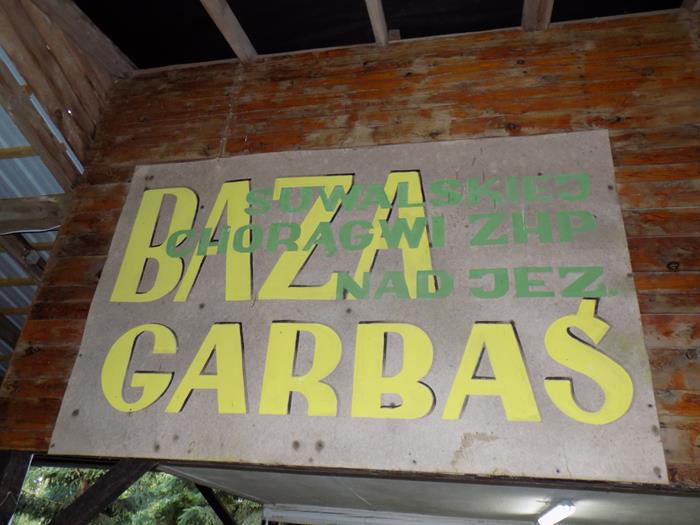 BAZA
SUWALSKIEJ
CHORĄGWI ZHP
NAD JEZ.
GARBAŚ